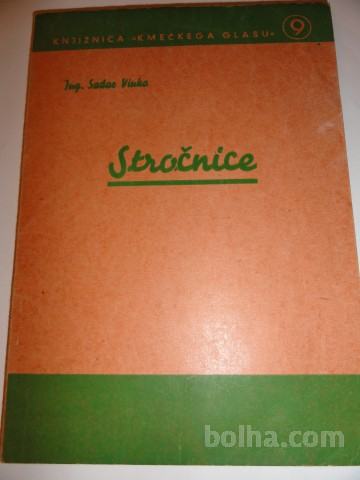 KNJIŽNICA »KMEČKEGA GLASU« 9
Ing. Sadar Vinko
Stročnice
bolha.com